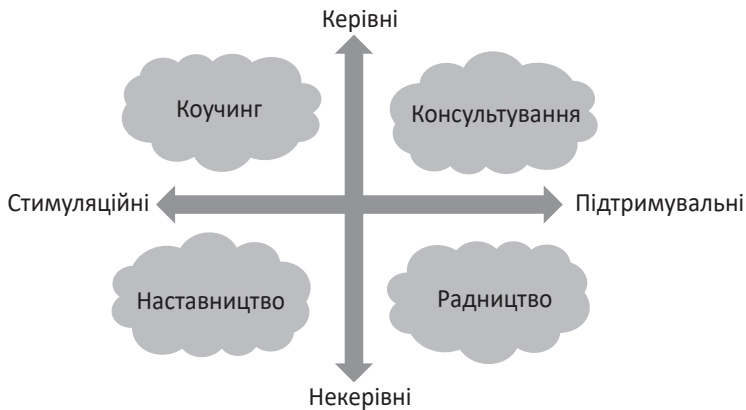 Керівні
Коучинг
Консультування
Стимуляційні
Підтримувальні
Наставництво
Радництво
Некерівні